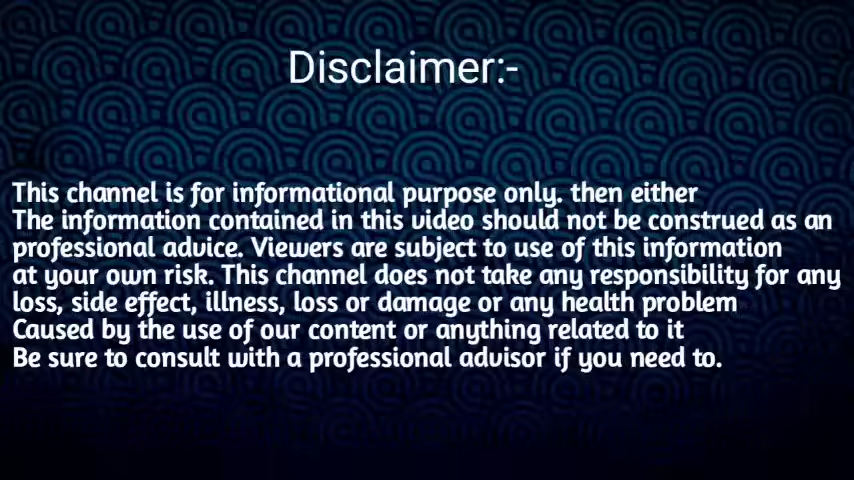 Disclaimer:-
This channel is for informational purpose only. then either
The information contained in this video should not be construed as an
professional advice. Viewers are subject to use of this information
at your own risk. This channel does not take any responsibility for any
loss, side effect, illness, loss or damage or any health problem
Caused by the use of our content or anything related to it
Be sure to consult with a professional advisor if you need to.